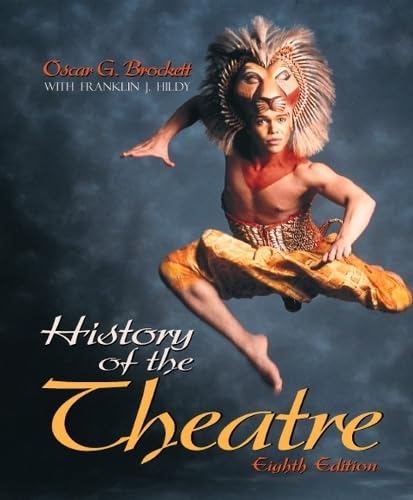 Oscar G. Brockett
WITH FRANKLIN J. HILDY
History
of the
Theatre
Eighth Edition